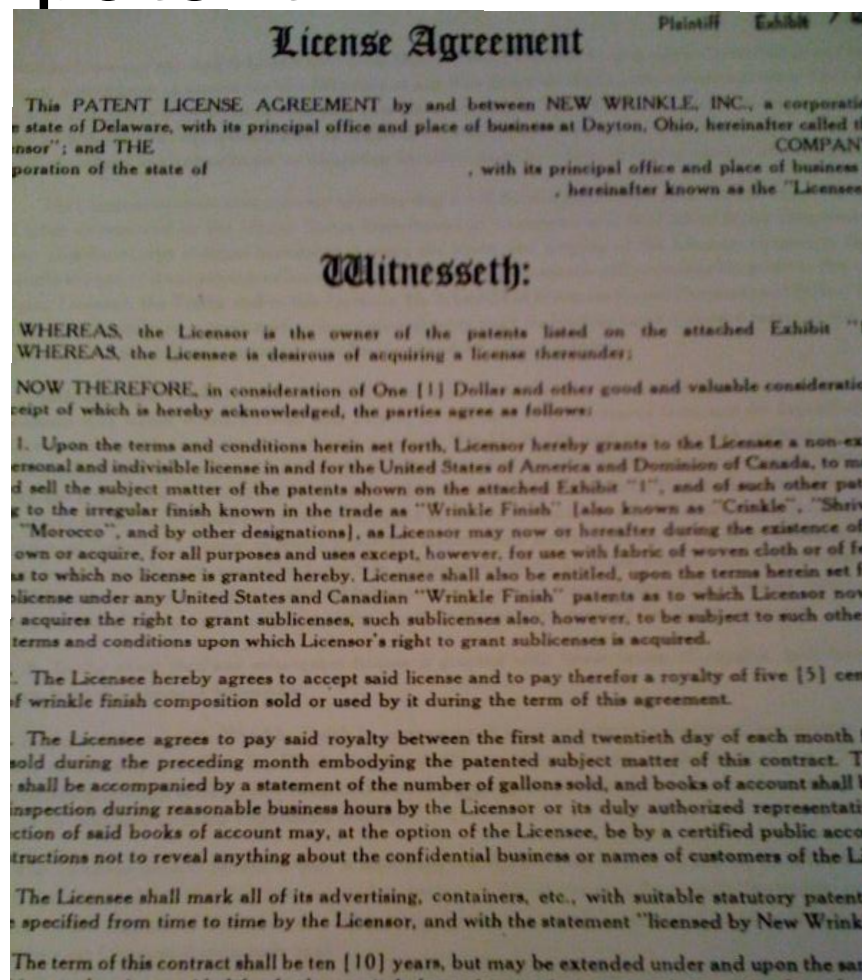 Plaintiff Exhibit
License Agreement
This PATENT LICENSE AGREEMENT by and between NEW WRINKLE, INC., a corporati
e state of Delaware, with its principal office and place of business at Dayton, Ohio, hereinafter called th
nsor"; and THE COMPAN
poration of the state of , with its principal office and place of business
, hereinafter known as the "Licensee
Witnesseth:
WHEREAS, the Licensor is the owner of the patents listed on the attached Exhibit "
WHEREAS, the Licensee is desirous of acquiring a license thereunder;
NOW THEREFORE, in consideration of One [1] Dollar and other good and valuable consideratio
ceipt of which is hereby acknowledged, the parties agree as follows:
1. Upon the terms and conditions herein set forth, Licensor hereby grants to the Licensee a non-ex
ersonal and indivisible license in and for the United States of America and Dominion of Canada, to m
d sell the subject matter of the patents shown on the attached Exhibit "1", and of such other pat
g to the irregular finish known in the trade as "Wrinkle Finish" [also known as "Crinkle", "Shriv
"Morocco", and by other designations], as Licensor may now or hereafter during the existence of
own or acquire, for all purposes and uses except, however, for use with fabric of woven cloth or of fe
as to which no license is granted hereby. Licensee shall also be entitled, upon the terms herein set f
blicense under any United States and Canadian "Wrinkle Finish" patents as to which Licensor nov
acquires the right to grant sublicenses, such sublicenses also, however, to be subject to such othe
terms and conditions upon which Licensor's right to grant sublicenses is acquired.
. The Licensee hereby agrees to accept said license and to pay therefor a royalty of five [5] cen
of wrinkle finish composition sold or used by it during the term of this agreement.
. The Licensee agrees to pay said royalty between the first and twentieth day of each month
sold during the preceding month embodying the patented subject matter of this contract. T
shall be accompanied by a statement of the number of gallons sold, and books of account shall
inspection during reasonable business hours by the Licensor or its duly authorized representati
ction of said books of account may, at the option of the Licensee, be by a certified public acco
tructions not to reveal anything about the confidential business or names of customers of the Li
The Licensee shall mark all of its advertising, containers, etc., with suitable statutory patent
specified from time to time by the Licensor, and with the statement "licensed by New Wrink
The term of this contract shall be ten [10] years, but may be extended under and upon the sa